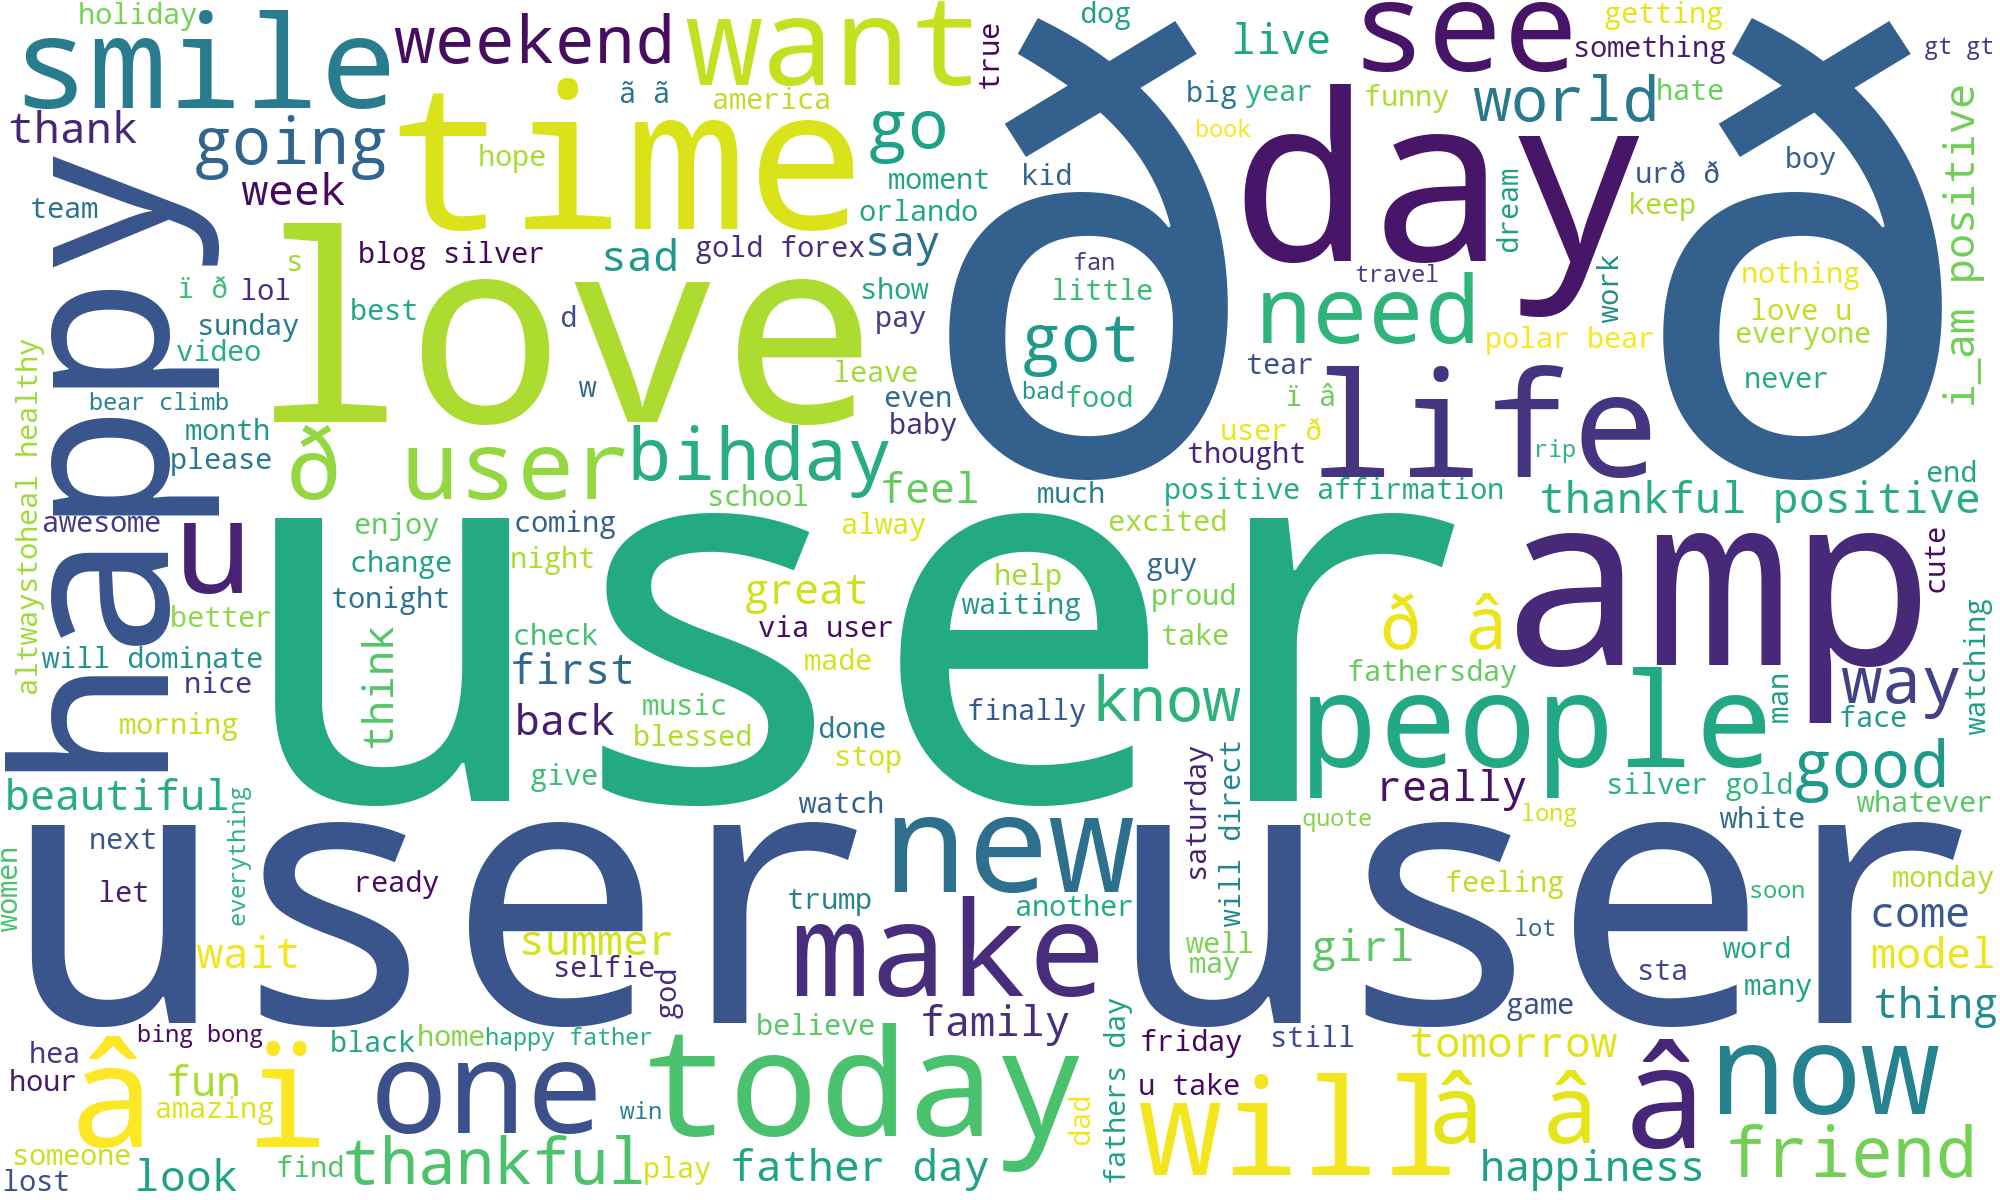 holiday
smile
weekend
want
true
dog
live
see
getting
something
gt gt
thank
going
time
ã ã
america
go
ð ð
big
year
book
day
funny
world
hate
i_am positive
happy
team
week
hope
moment
orlando
kid
dream
urð ð
keep
boy
s
blog silver
sad
gold forex
say
fan
travel
work
nothing
ï ð
lol
love
show
little
need
love u
sunday
best
d
pay
got
polar bear
everyone
video
tear
altwaystoheal healthy
bear climb
w
leave
even
bad
food
ï â
life
never
month
baby
user ð
please
ð user
bihday
thought
rip
school
feel
much
positive affirmation
thankful positive
end
awesome
u
enjoy
coming
alway
excited
amp
cute
change
night
user
guy
tonight
great
help
waiting
proud
better
think
check
via user
take
ð â
watching
will dominate
first
made
fathersday
way
nice
know
people
man
morning
back
music
finally
face
blessed
done
stop
good
beautiful
everything
give
watch
saturday
will direct
really
silver gold
whatever
next
user
new
quote
long
white
user
women
let
ready
trump
another
feeling
soon
monday
come
wait
summer
make
well
girl
lot
word
model
selfie
god
may
sta
many
thing
bing bong
black
home
happy father
believe
family
fathers day
friday
still
game
tomorrow
hea
hour
â ï
fun
one
today
u take
will
â â
â
now
amazing
win
dad
someone
lost
look
find
thankful
play
father day
happiness
friend